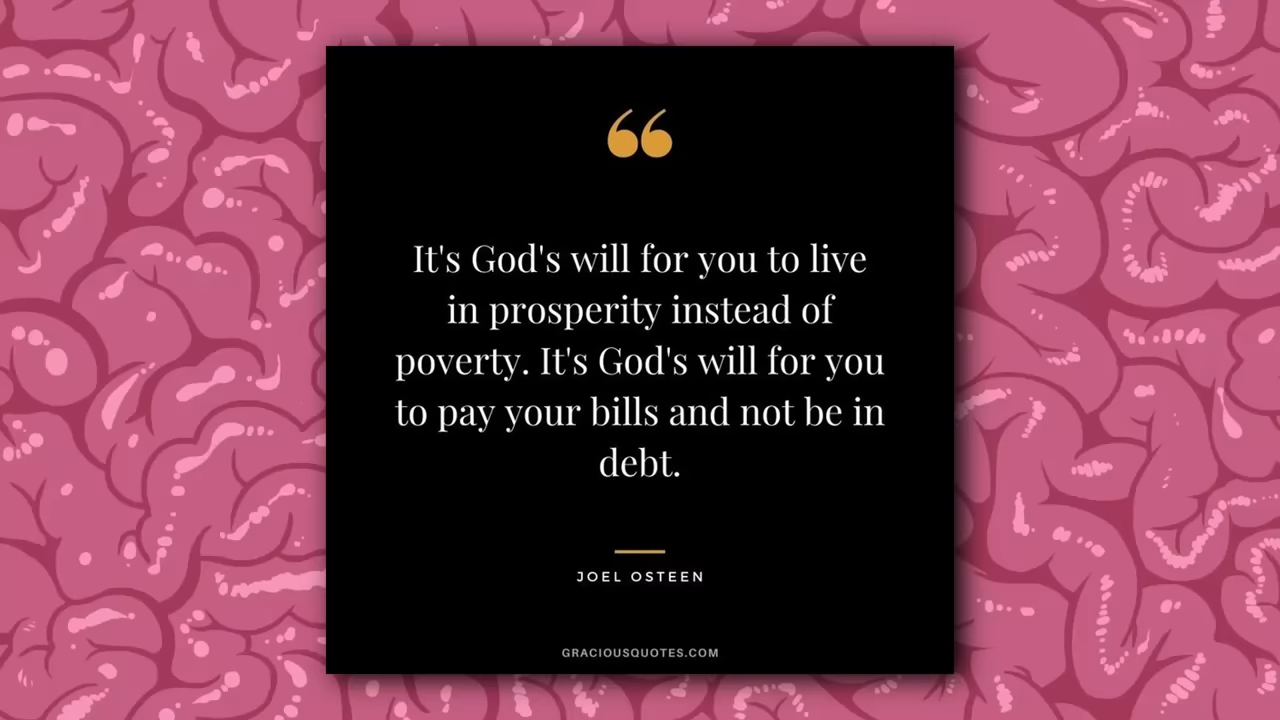 It's God's will for you to live
in prosperity instead of
poverty. It's God's will for you
to pay your bills and not be in
debt.
JOEL OSTEEN
GRACIOUSQUOTES.COM